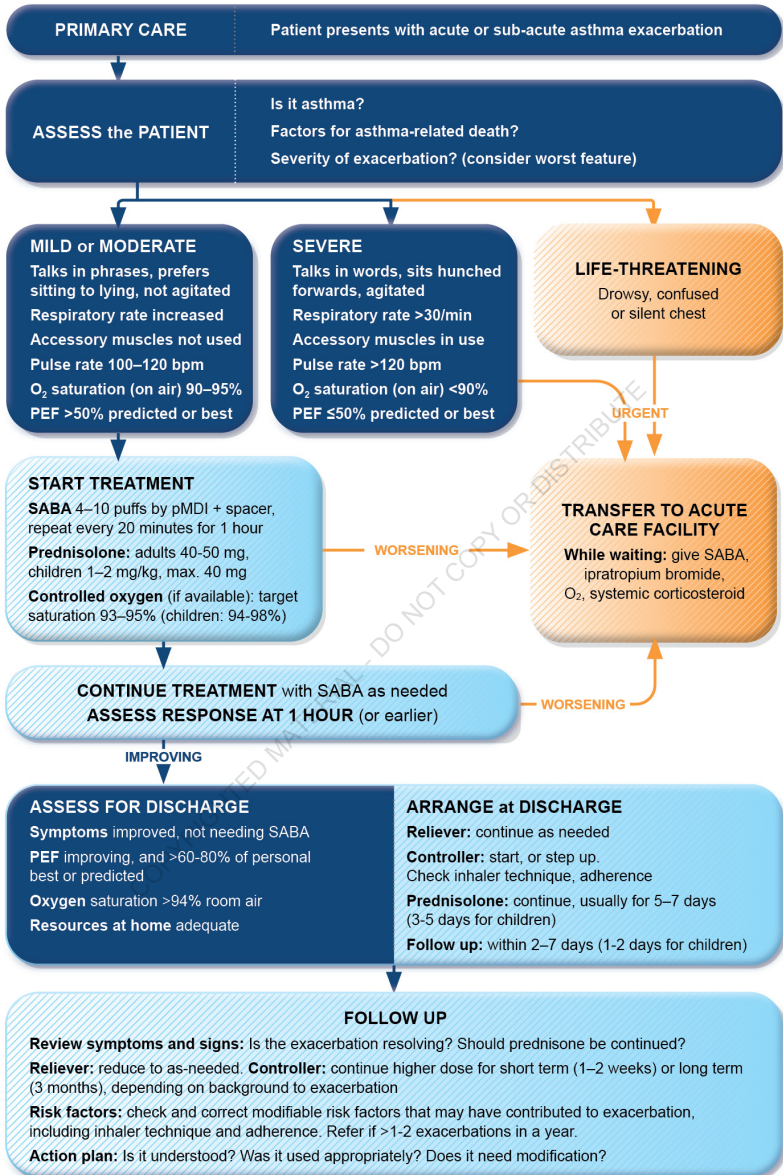 PRIMARY CARE
Patient presents with acute or sub-acute asthma exacerbation
ASSESS the PATIENT
Is it asthma?
Factors for asthma-related death?
Severity of exacerbation? (consider worst feature)
MILD or MODERATE
Talks in phrases, prefers
sitting to lying, not agitated
Respiratory rate increased
Accessory muscles not used
Pulse rate 100–120 bpm
O₂ saturation (on air) 90–95%
PEF >50% predicted or best
SEVERE
Talks in words, sits hunched
forwards, agitated
Respiratory rate >30/min
Accessory muscles in use
Pulse rate >120 bpm
O₂ saturation (on air) <90%
PEF ≤50% predicted or best
LIFE-THREATENING
Drowsy, confused
or silent chest
URGENT
START TREATMENT
SABA 4–10 puffs by pMDI + spacer,
repeat every 20 minutes for 1 hour
Prednisolone: adults 40-50 mg,
children 1–2 mg/kg, max. 40 mg
Controlled oxygen (if available): target
saturation 93–95% (children: 94-98%)
WORSENING
TRANSFER TO ACUTE
CARE FACILITY
While waiting: give SABA,
ipratropium bromide,
O₂, systemic corticosteroid
CONTINUE TREATMENT with SABA as needed
ASSESS RESPONSE AT 1 HOUR (or earlier)
WORSENING
IMPROVING
ASSESS FOR DISCHARGE
Symptoms improved, not needing SABA
PEF improving, and >60-80% of personal
best or predicted
Oxygen saturation >94% room air
Resources at home adequate
ARRANGE at DISCHARGE
Reliever: continue as needed
Controller: start, or step up.
Check inhaler technique, adherence
Prednisolone: continue, usually for 5–7 days
(3-5 days for children)
Follow up: within 2–7 days (1-2 days for children)
FOLLOW UP
Review symptoms and signs: Is the exacerbation resolving? Should prednisone be continued?
Reliever: reduce to as-needed. Controller: continue higher dose for short term (1–2 weeks) or long term
(3 months), depending on background to exacerbation
Risk factors: check and correct modifiable risk factors that may have contributed to exacerbation,
including inhaler technique and adherence. Refer if >1-2 exacerbations in a year.
Action plan: Is it understood? Was it used appropriately? Does it need modification?
COPYRIGHTED MATERIAL - DO NOT COPY OR DISTRIBUTE